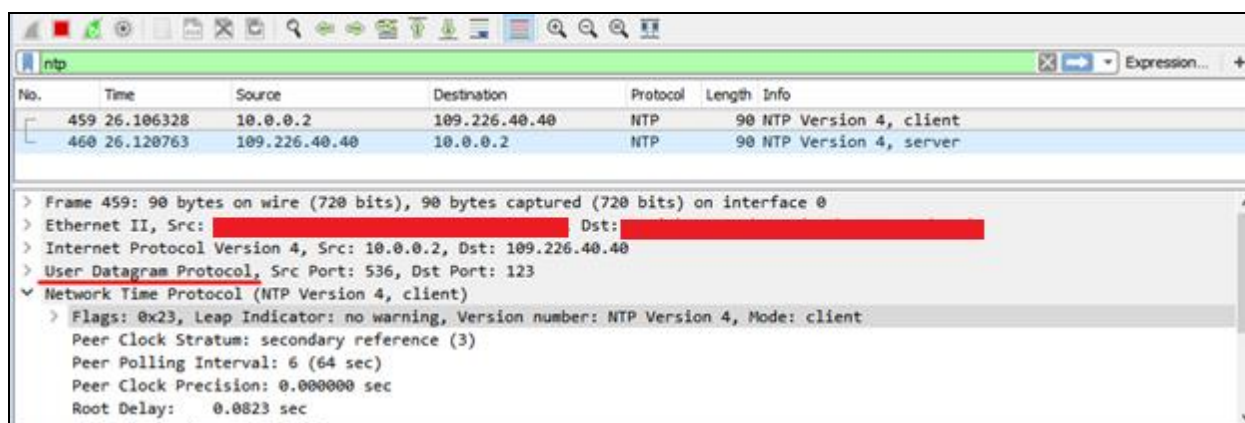 ntp
Expression... +
No. Time Source Destination Protocol Length Info
459 26.106328 10.0.0.2 109.226.40.40 NTP 90 NTP Version 4, client
460 26.120763 109.226.40.40 10.0.0.2 NTP 90 NTP Version 4, server
> Frame 459: 90 bytes on wire (720 bits), 90 bytes captured (720 bits) on interface 0
> Ethernet II, Src: Dst:
> Internet Protocol Version 4, Src: 10.0.0.2, Dst: 109.226.40.40
> User Datagram Protocol, Src Port: 536, Dst Port: 123
Network Time Protocol (NTP Version 4, client)
> Flags: 0x23, Leap Indicator: no warning, Version number: NTP Version 4, Mode: client
Peer Clock Stratum: secondary reference (3)
Peer Polling Interval: 6 (64 sec)
Peer Clock Precision: 0.000000 sec
Root Delay: 0.0823 sec